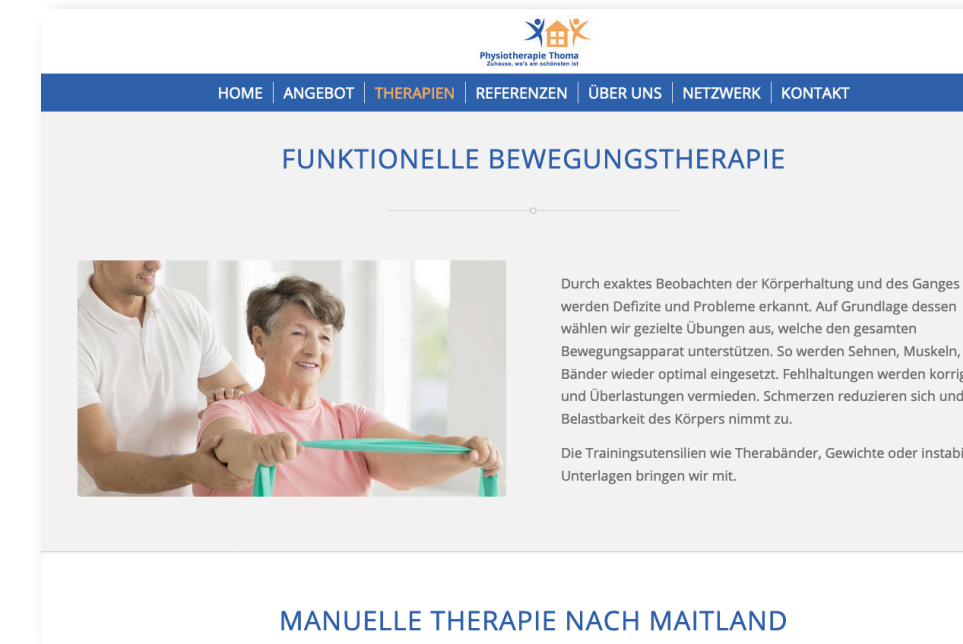 Physiotherapie Thoma
Zuhause, wo's am schönsten ist
HOME ANGEBOT THERAPIEN REFERENZEN ÜBER UNS NETZWERK KONTAKT
FUNKTIONELLE BEWEGUNGSTHERAPIE
Durch exaktes Beobachten der Körperhaltung und des Ganges
werden Defizite und Probleme erkannt. Auf Grundlage dessen
wählen wir gezielte Übungen aus, welche den gesamten
Bewegungsapparat unterstützen. So werden Sehnen, Muskeln,
Bänder wieder optimal eingesetzt. Fehlhaltungen werden
und Überlastungen vermieden. Schmerzen reduzieren sich und
Belastbarkeit des Körpers nimmt zu.
Die Trainingsutensilien wie Therabänder, Gewichte oder
Unterlagen bringen wir mit.
MANUELLE THERAPIE NACH MAITLAND